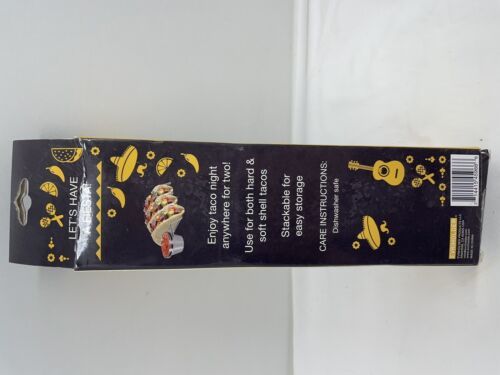 LET'S HAVE
A FIESTA!
Enjoy taco night
anywhere for two!
Use for both hard &
soft shell tacos
Stackable for
easy storage
CARE INSTRUCTIONS:
Dishwasher safe